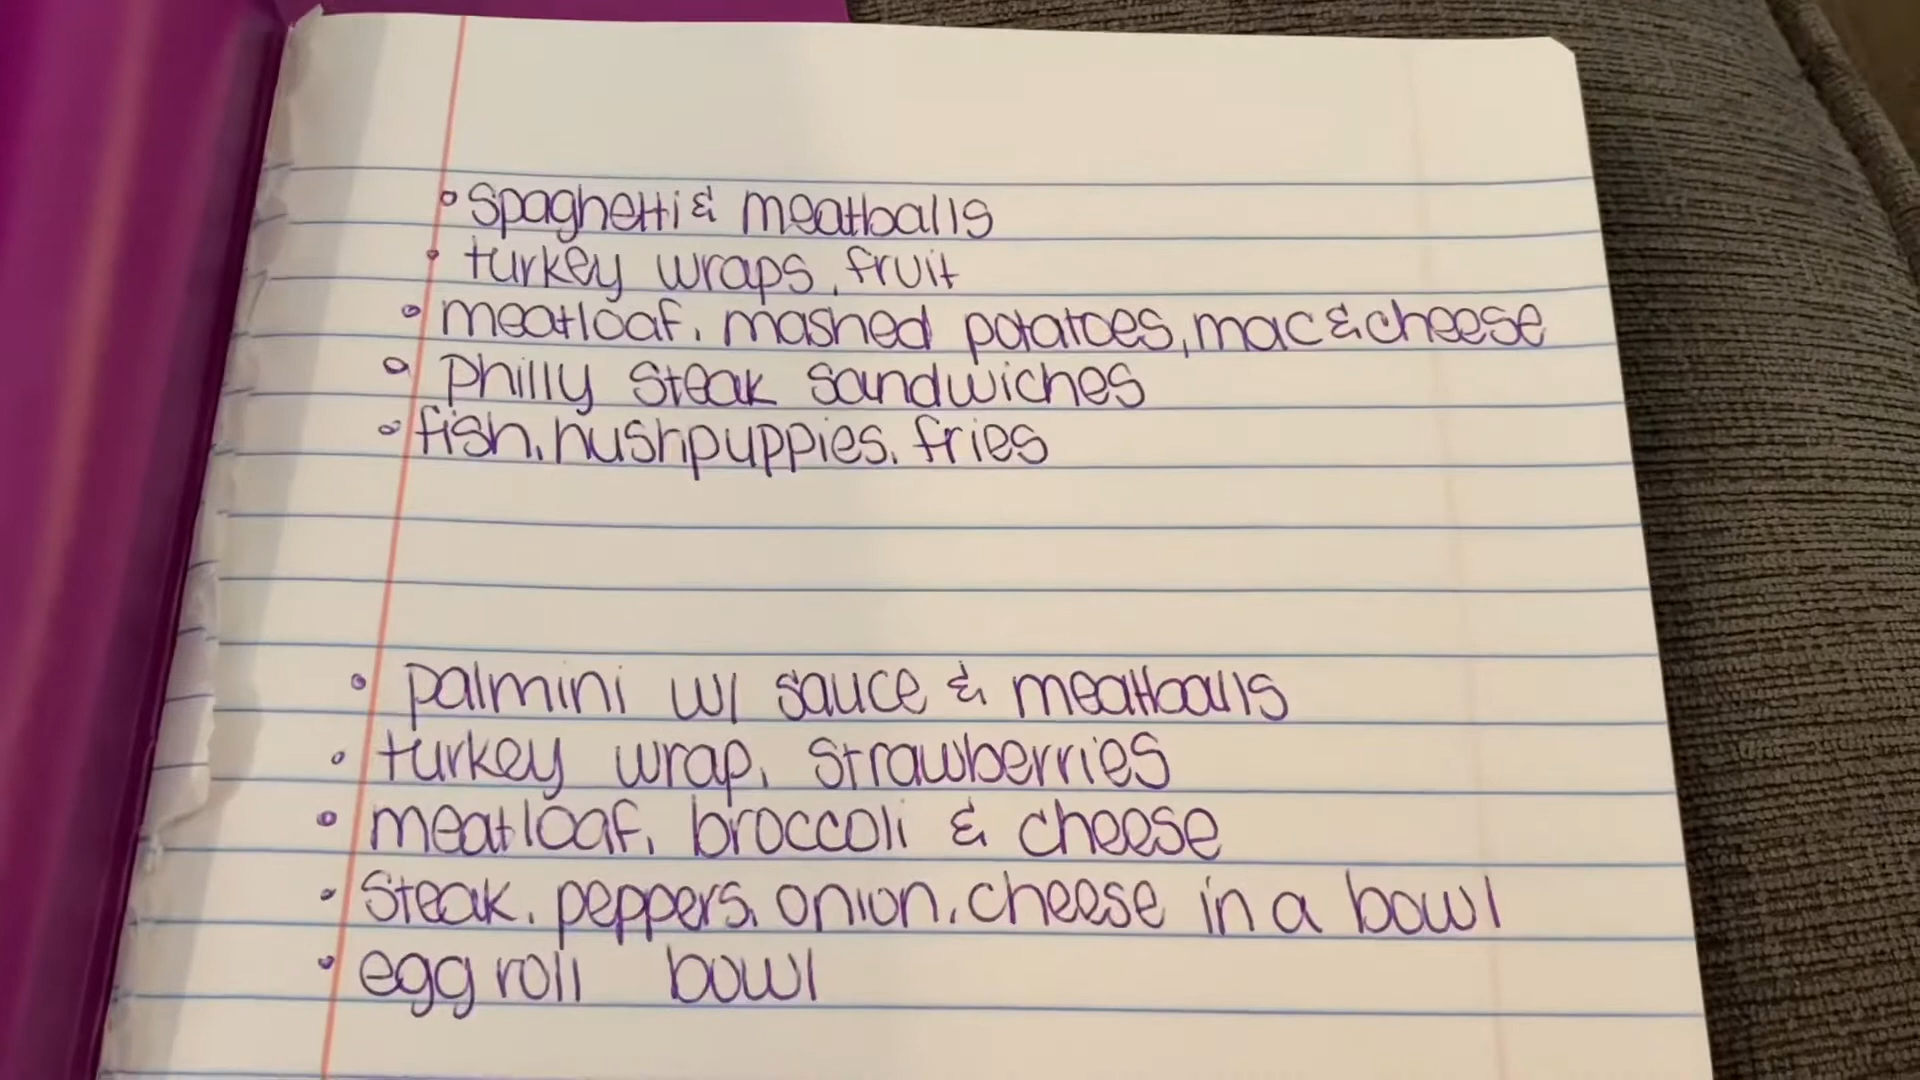 • spaghetti & meatballs
• turkey wraps, fruit
• meatloaf, mashed potatoes, mac & cheese
• philly steak sandwiches
• fish, hushpuppies, fries
• palmini w/ sauce & meatballs
• turkey wrap, strawberries
• meatloaf, broccoli & cheese
• steak, peppers, onion, cheese in a bowl
• egg roll bowl